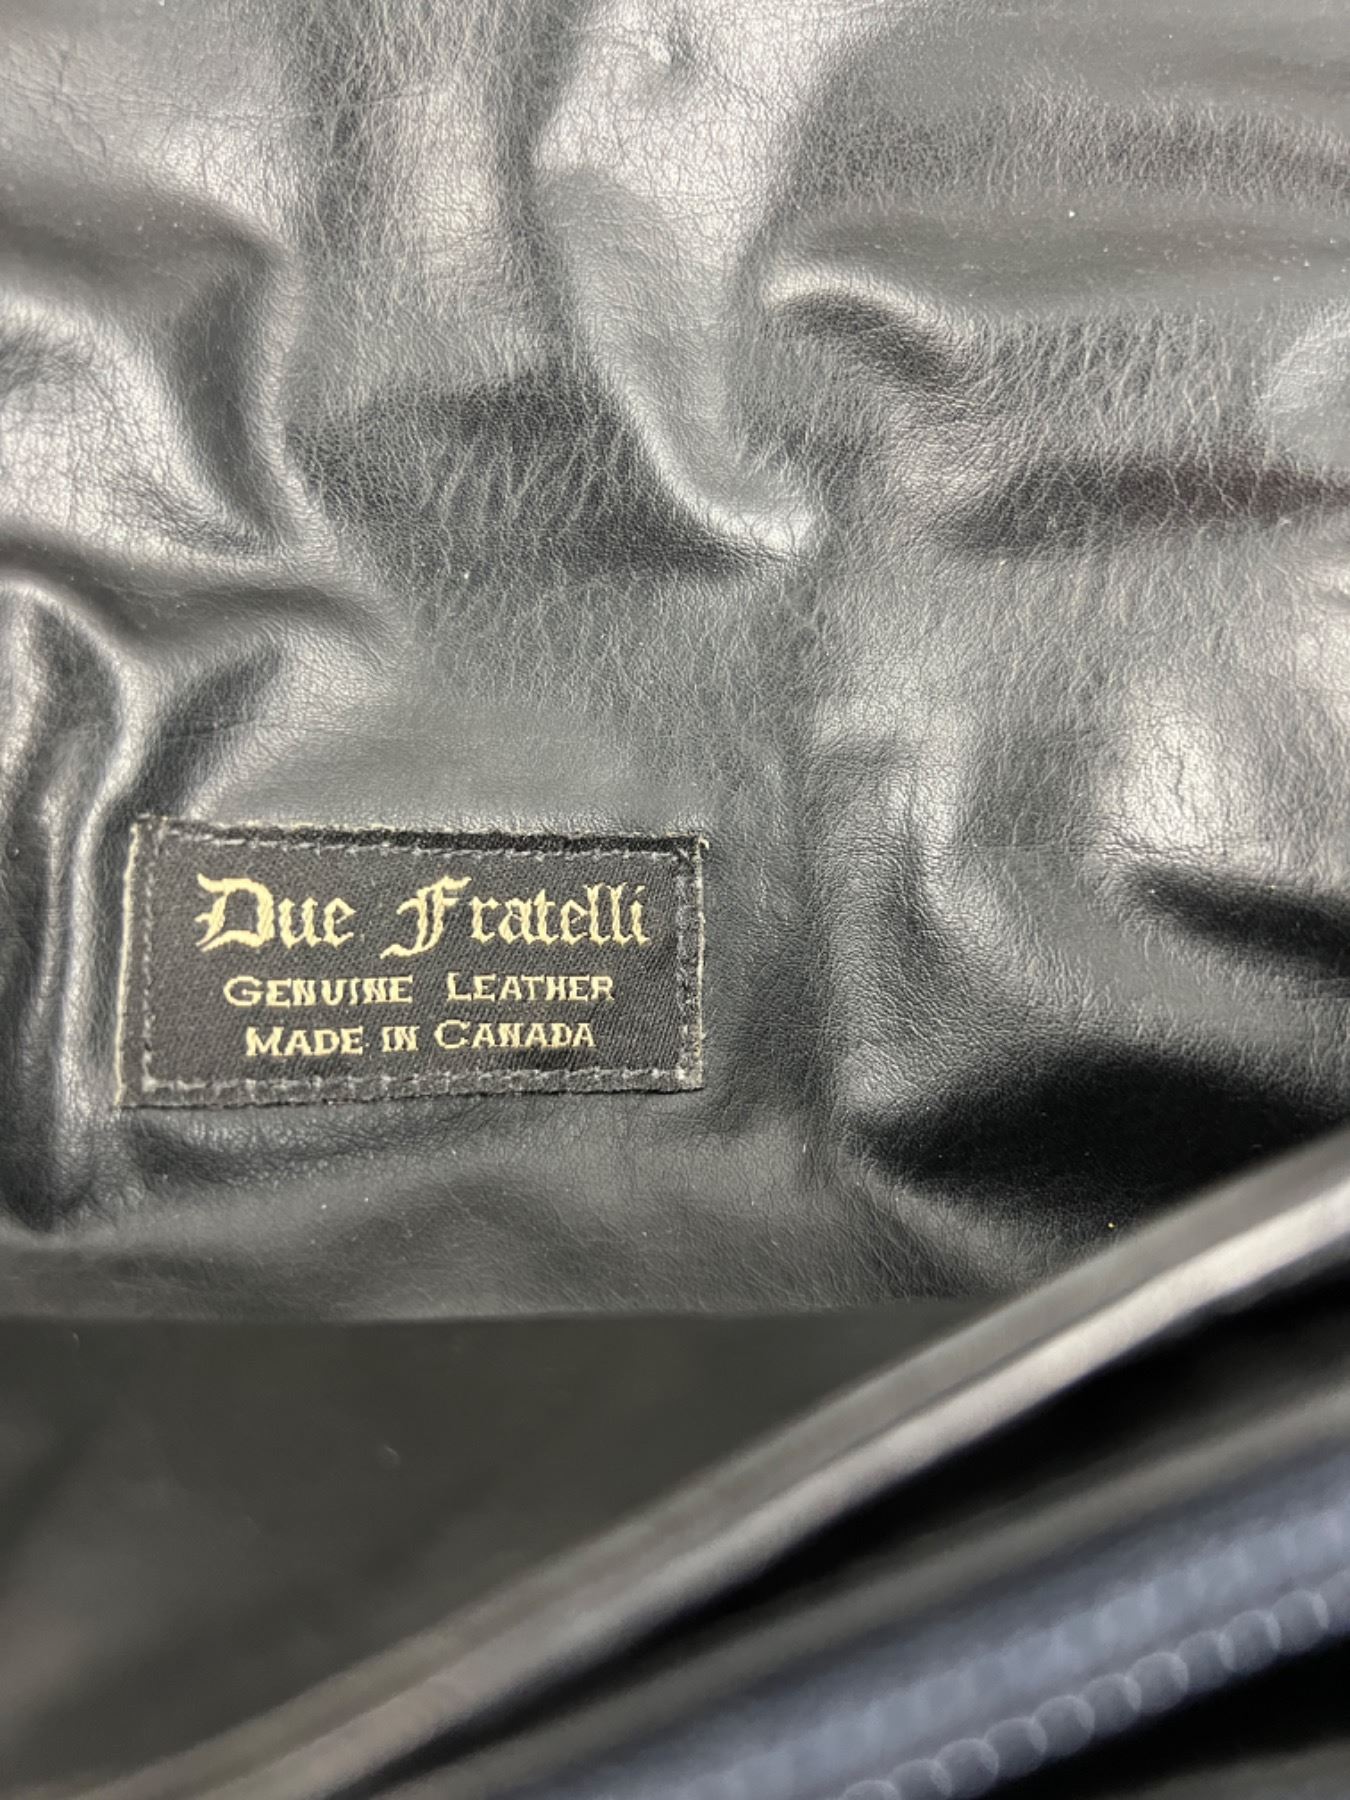 Due Fratelli
GENUINE LEATHER
MADE IN CANADA